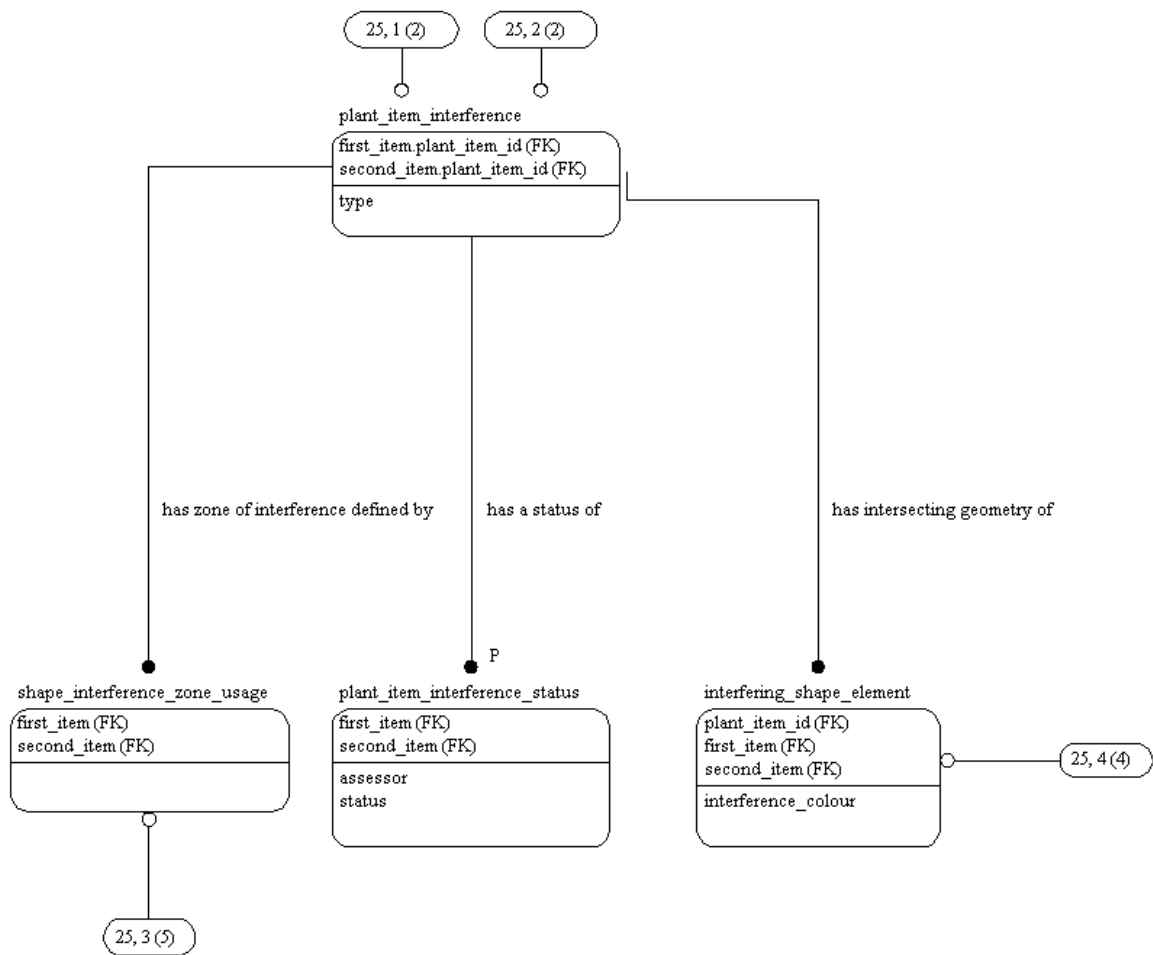 25, 1 (2)
25, 2 (2)
plant_item_interference
first_item.plant_item_id (FK)
second_item.plant_item_id (FK)
type
has zone of interference defined by
has a status of
has intersecting geometry of
P
shape_interference_zone_usage
first_item (FK)
second_item (FK)
plant_item_interference_status
first_item (FK)
second_item (FK)
assessor
status
interfering_shape_element
plant_item_id (FK)
first_item (FK)
second_item (FK)
interference_colour
25, 4 (4)
25, 3 (5)